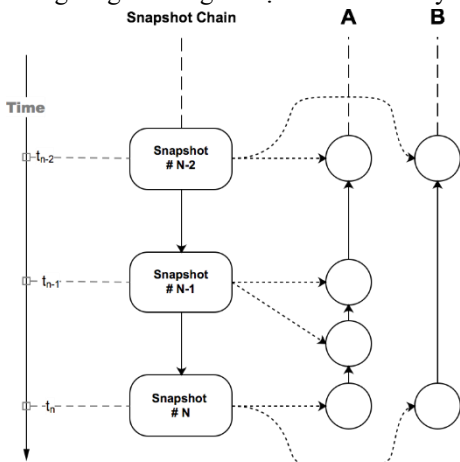 Snapshot Chain
A
B
Time
Snapshot
# N-2
tn-2
Snapshot
# N-1
tn-1
Snapshot
# N
tn